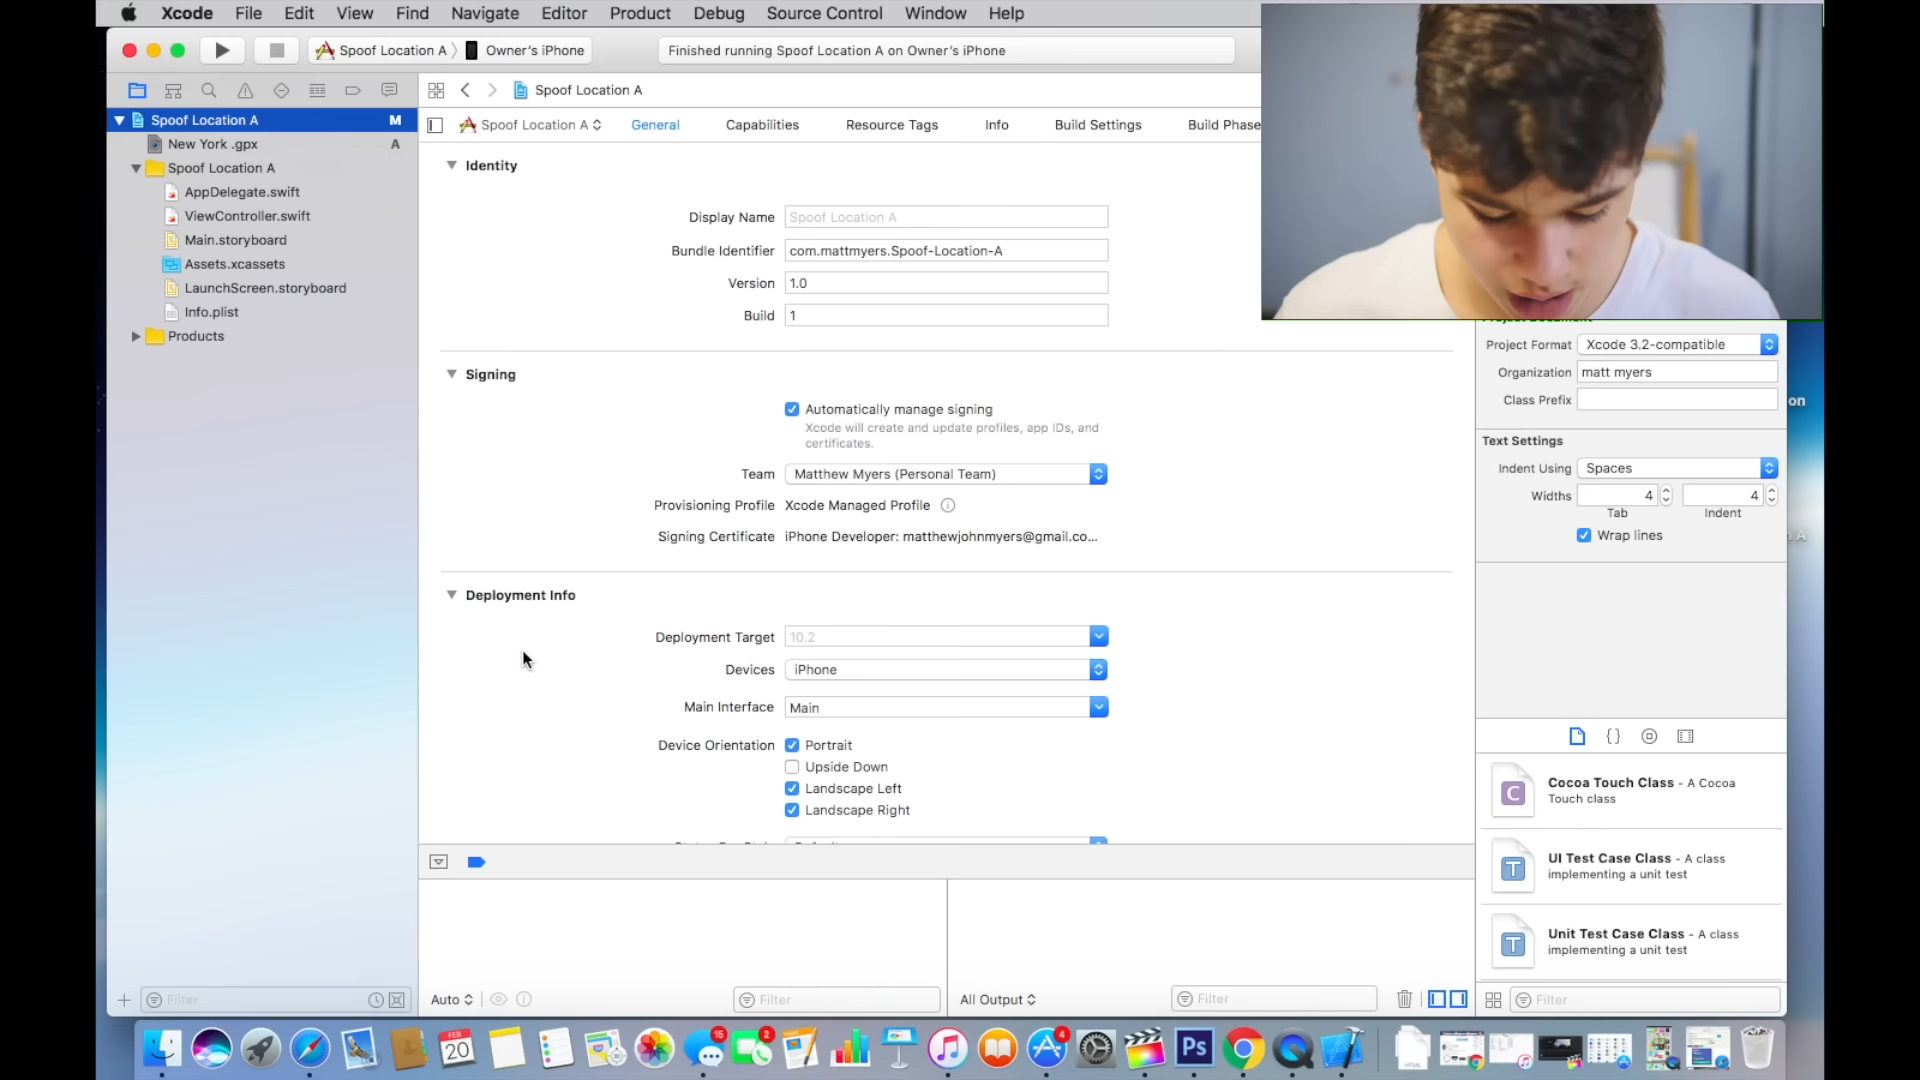 Xcode File Edit View Find Navigate Editor Product Debug Source Control Window Help
Spoof Location A Owner's iPhone
Finished running Spoof Location A on Owner's iPhone
Spoof Location A M
New York .gpx A
Spoof Location A
AppDelegate.swift
ViewController.swift
Main.storyboard
Assets.xcassets
LaunchScreen.storyboard
Info.plist
Products
Spoof Location A
Spoof Location A General Capabilities Resource Tags Info Build Settings Build Phase
Identity
Display Name Spoof Location A
Bundle Identifier com.mattmyers.Spoof-Location-A
Version 1.0
Build 1
Signing
Automatically manage signing
Xcode will create and update profiles, app IDs, and
certificates.
Team Matthew Myers (Personal Team)
Provisioning Profile Xcode Managed Profile
Signing Certificate iPhone Developer: matthewjohnmyers@gmail.co...
Deployment Info
Deployment Target 10.2
Devices iPhone
Main Interface Main
Device Orientation Portrait
Upside Down
Landscape Left
Landscape Right
Project Format Xcode 3.2-compatible
Organization matt myers
Class Prefix
Text Settings
Indent Using Spaces
Widths 4 4
Tab Indent
Wrap lines
on
A
C Cocoa Touch Class - A Cocoa
Touch class
T UI Test Case Class - A class
implementing a unit test
T Unit Test Case Class - A class
implementing a unit test
Filter
Auto
Filter
All Output
Filter
Filter
FEB
20
15
2
4
Ps
HTML